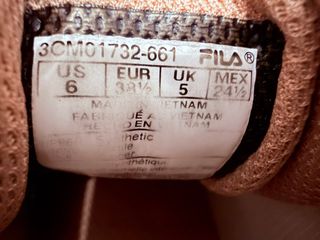 3CM01732-661 FILA®
US EUR UK MEX
6 38½ 5 24½
MADE IN VIETNAM
FABRIQUÉ AU VIETNAM
HECHO EN VIETNAM
Synthetic